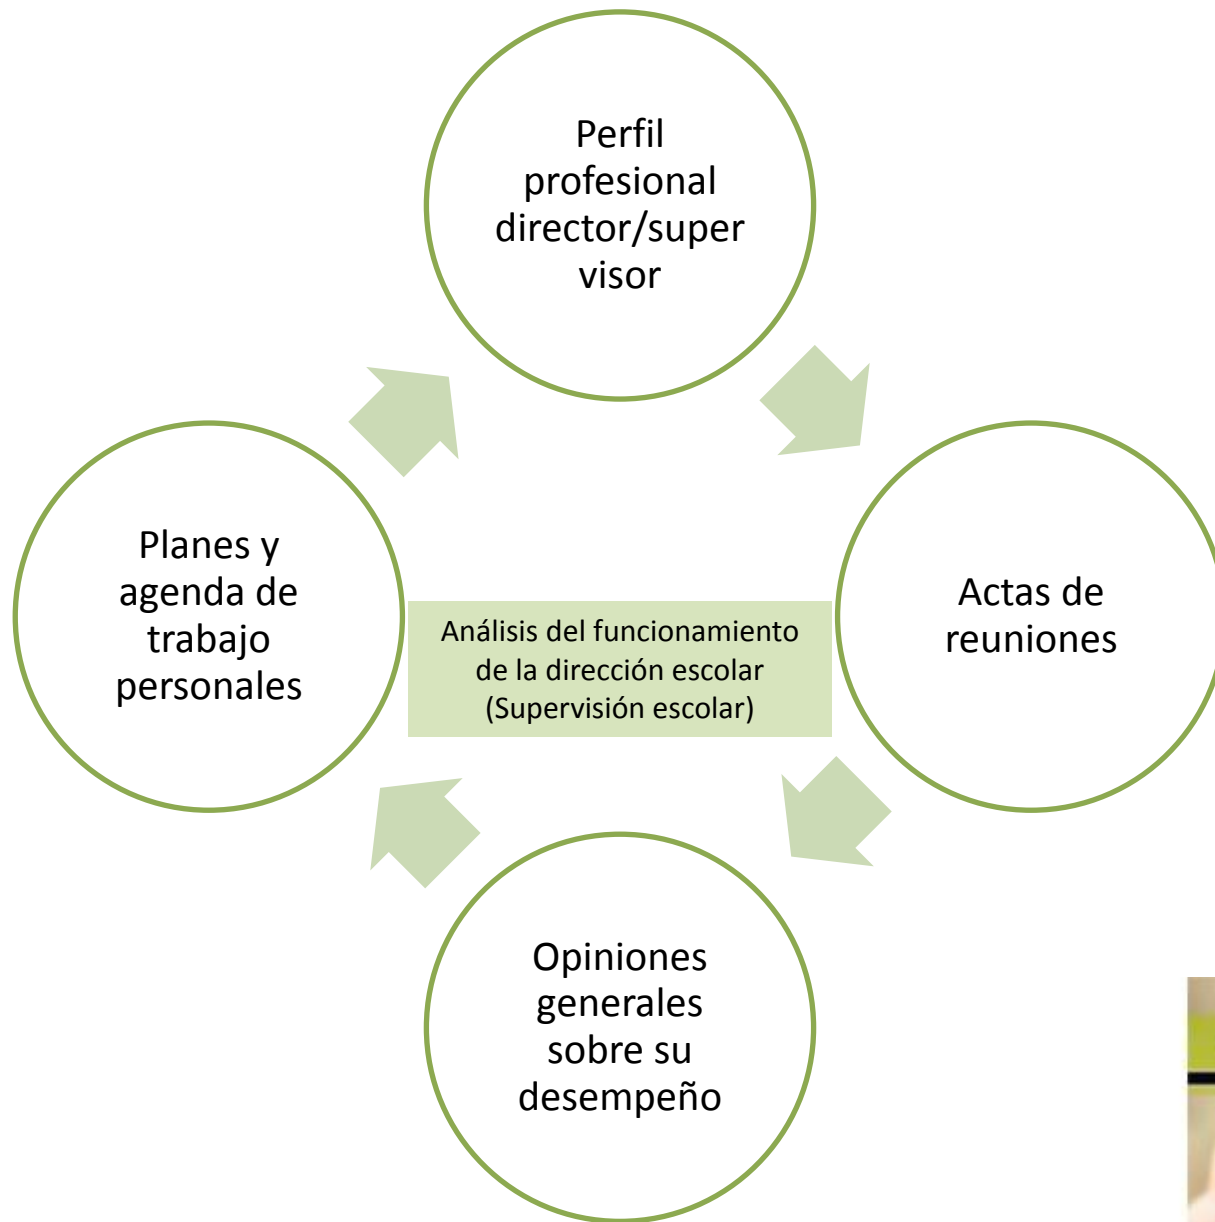 Perfil
profesional
director/super
visor
Planes y
agenda de
trabajo
personales
Análisis del funcionamiento
de la dirección escolar
(Supervisión escolar)
Actas de
reuniones
Opiniones
generales
sobre su
desempeño